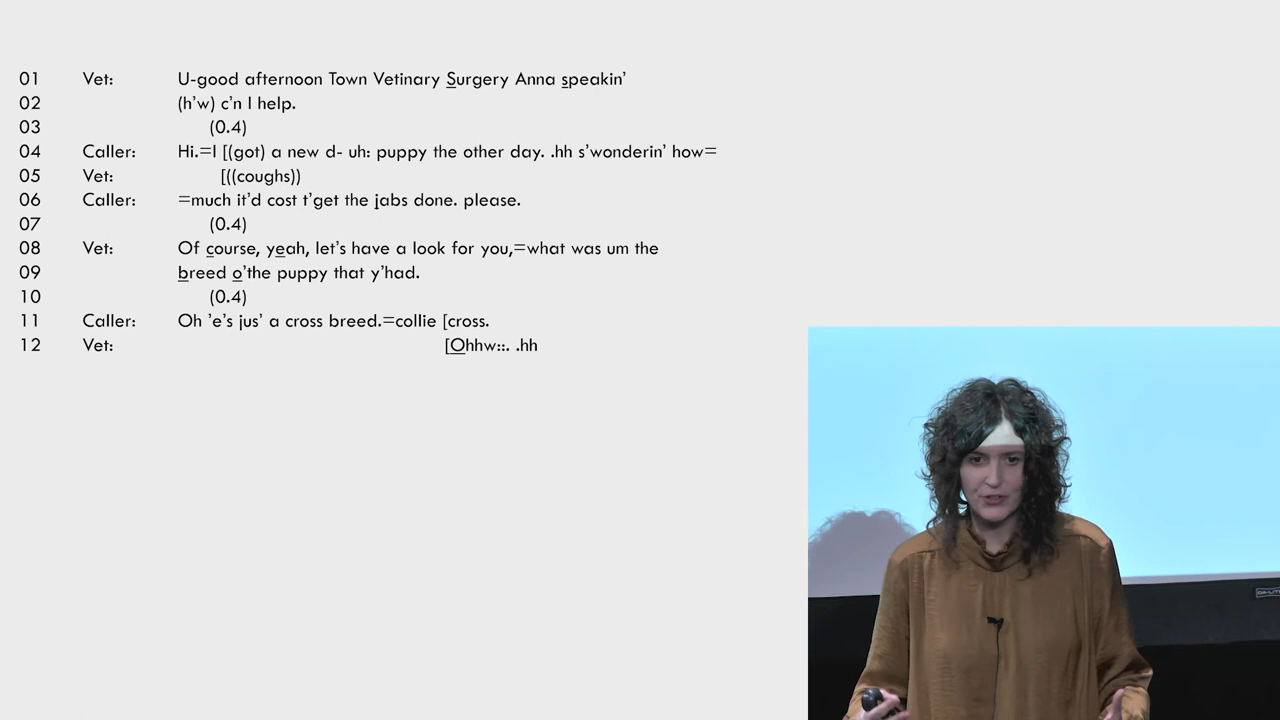 01 Vet: U-good afternoon Town Vetinary Surgery Anna speakin'
02 (h'w) c'n I help.
03 (0.4)
04 Caller: Hi.=I [(got) a new d- uh: puppy the other day. .hh s'wonderin' how=
05 Vet: [((coughs))
06 Caller: =much it'd cost t'get the jabs done. please.
07 (0.4)
08 Vet: Of course, yeah, let's have a look for you,=what was um the
09 breed o'the puppy that y'had.
10 (0.4)
11 Caller: Oh 'e's jus' a cross breed.=collie [cross.
12 Vet: [Ohhw::. .hh